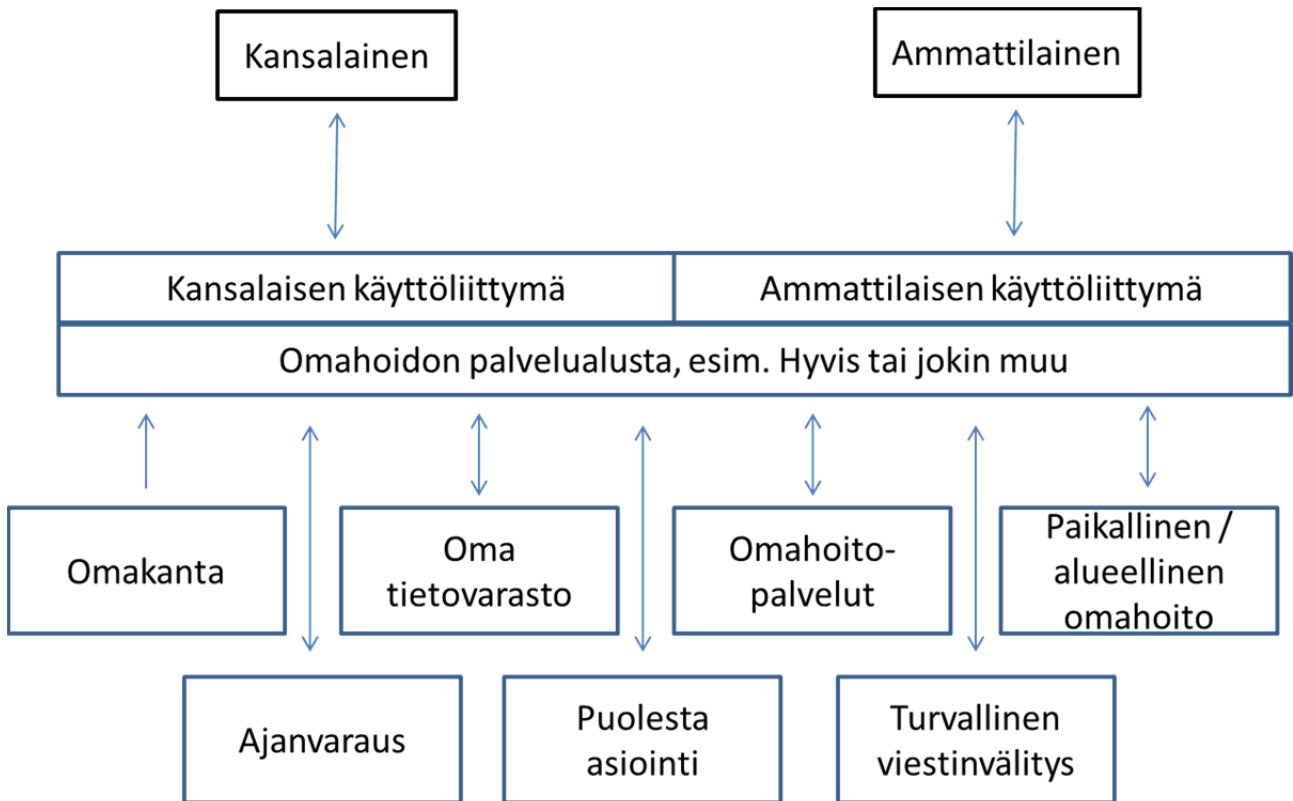 Kansalainen
Ammattilainen
Kansalaisen käyttöliittymä
Ammattilaisen käyttöliittymä
Omahoidon palvelualusta, esim. Hyvis tai jokin muu
Omakanta
Oma
tietovarasto
Omahoito-
palvelut
Paikallinen /
alueellinen
omahoito
Ajanvaraus
Puolesta
asiointi
Turvallinen
viestinvälitys